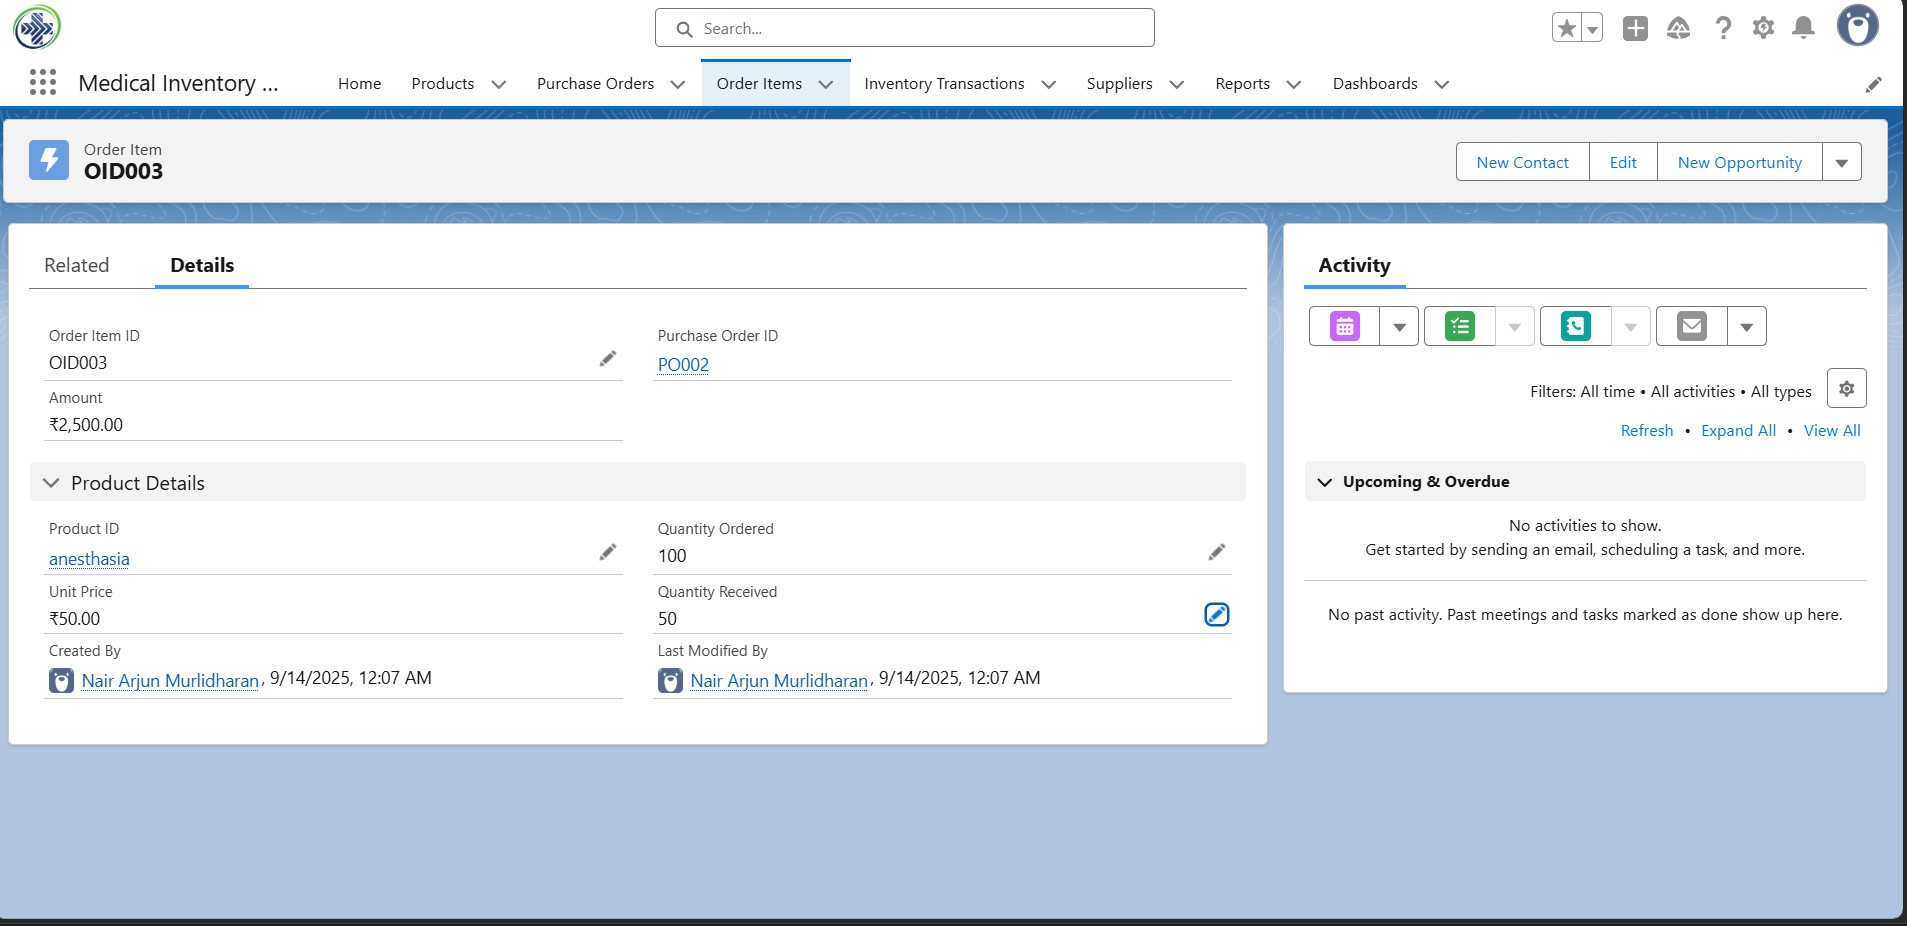 Search...
Medical Inventory ...
Home
Products
Purchase Orders
Order Items
Inventory Transactions
Suppliers
Reports
Dashboards
Order Item
OID003
New Contact
Edit
New Opportunity
Related
Details
Order Item ID
OID003
Purchase Order ID
PO002
Amount
₹2,500.00
Product Details
Product ID
anesthasia
Quantity Ordered
100
Unit Price
₹50.00
Quantity Received
50
Created By
Nair Arjun Murlidharan, 9/14/2025, 12:07 AM
Last Modified By
Nair Arjun Murlidharan, 9/14/2025, 12:07 AM
Activity
Filters: All time • All activities • All types
Refresh • Expand All • View All
Upcoming & Overdue
No activities to show.
Get started by sending an email, scheduling a task, and more.
No past activity. Past meetings and tasks marked as done show up here.